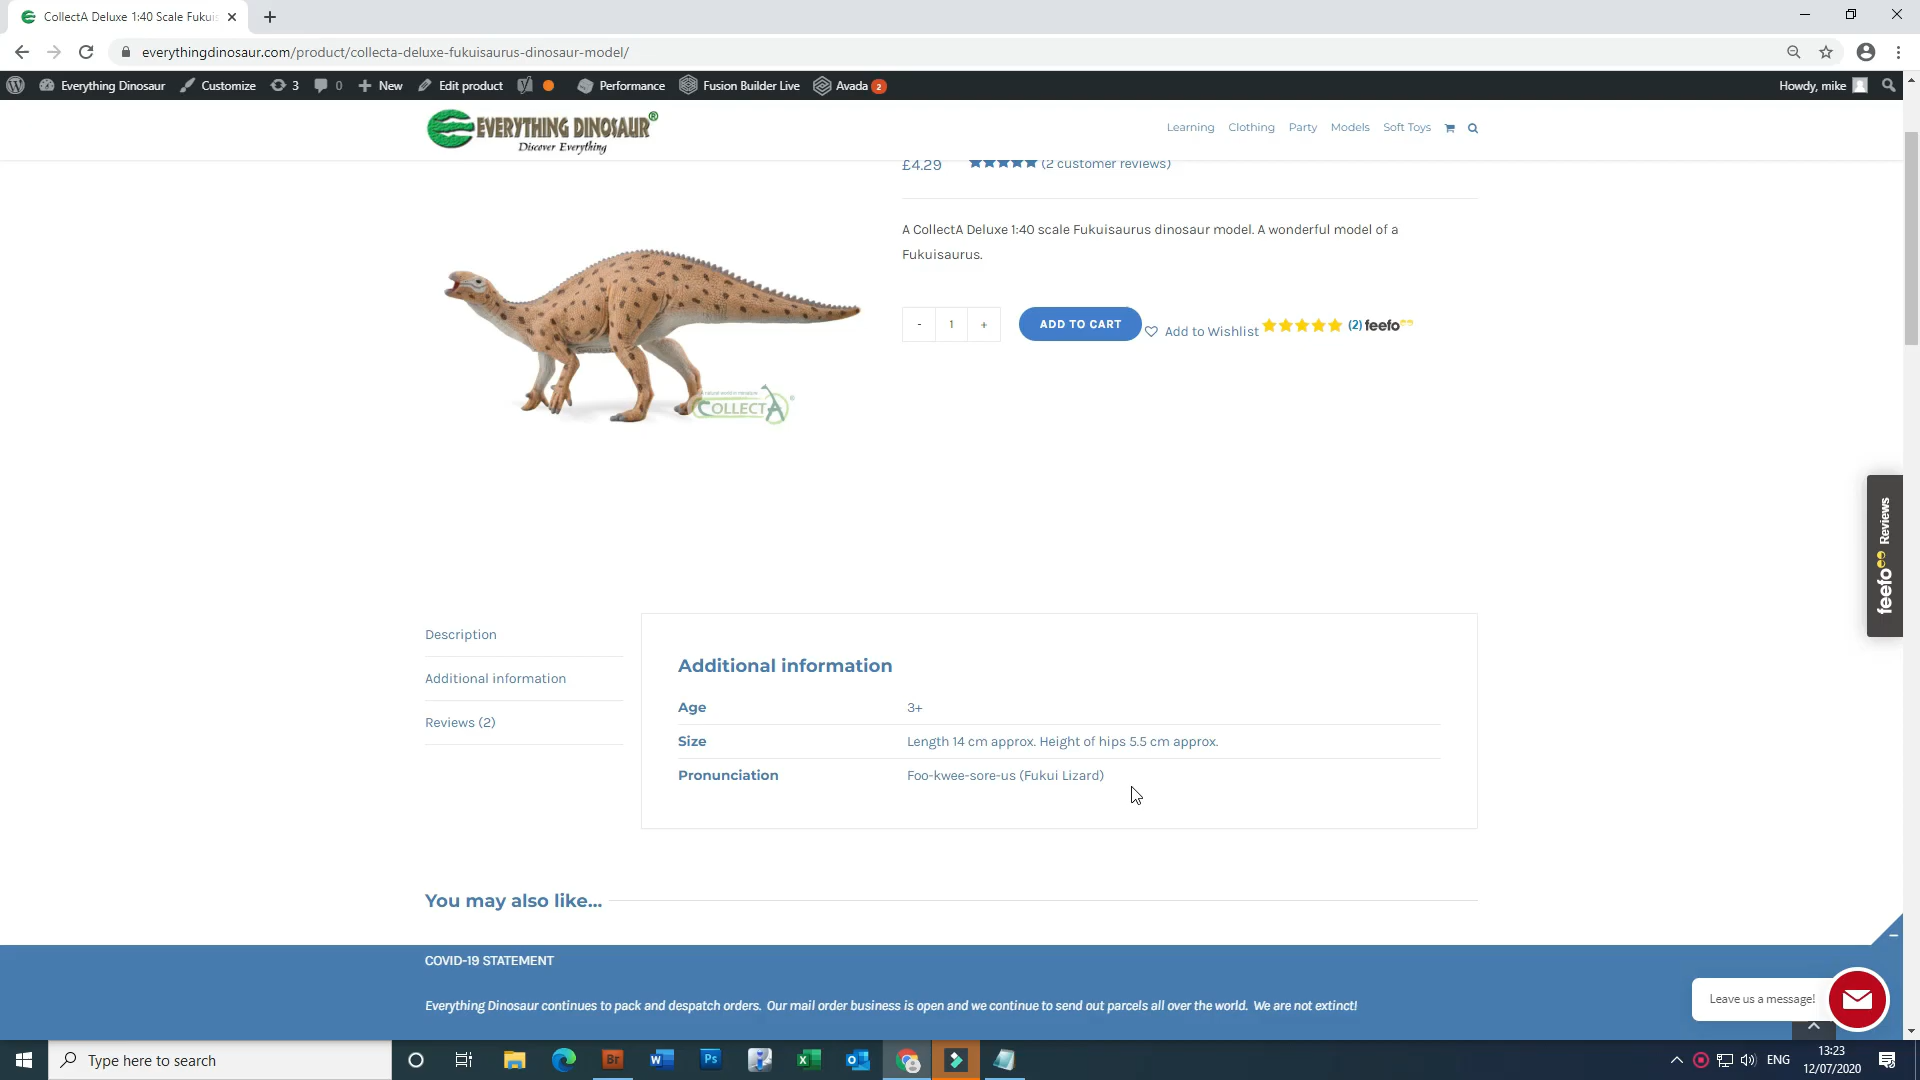 CollectA Deluxe 1:40 Scale Fukuis
everythingdinosaur.com/product/collecta-deluxe-fukuisaurus-dinosaur-model/
Everything Dinosaur Customize 3 0 New Edit product Performance Fusion Builder Live Avada 2 Howdy, mike
EVERYTHING DINOSAUR®
Discover Everything
Learning Clothing Party Models Soft Toys
£4.29 (2 customer reviews)
A CollectA Deluxe 1:40 scale Fukuisaurus dinosaur model. A wonderful model of a
Fukuisaurus.
- 1 + ADD TO CART Add to Wishlist (2) feefo
COLLECTA®
feefo Reviews
Description
Additional information
Reviews (2)
Additional information
Age 3+
Size Length 14 cm approx. Height of hips 5.5 cm approx.
Pronunciation Foo-kwee-sore-us (Fukui Lizard)
You may also like...
COVID-19 STATEMENT
Everything Dinosaur continues to pack and despatch orders. Our mail order business is open and we continue to send out parcels all over the world. We are not extinct!
Leave us a message!
Type here to search
Br W Ps X O
ENG
13:23
12/07/2020